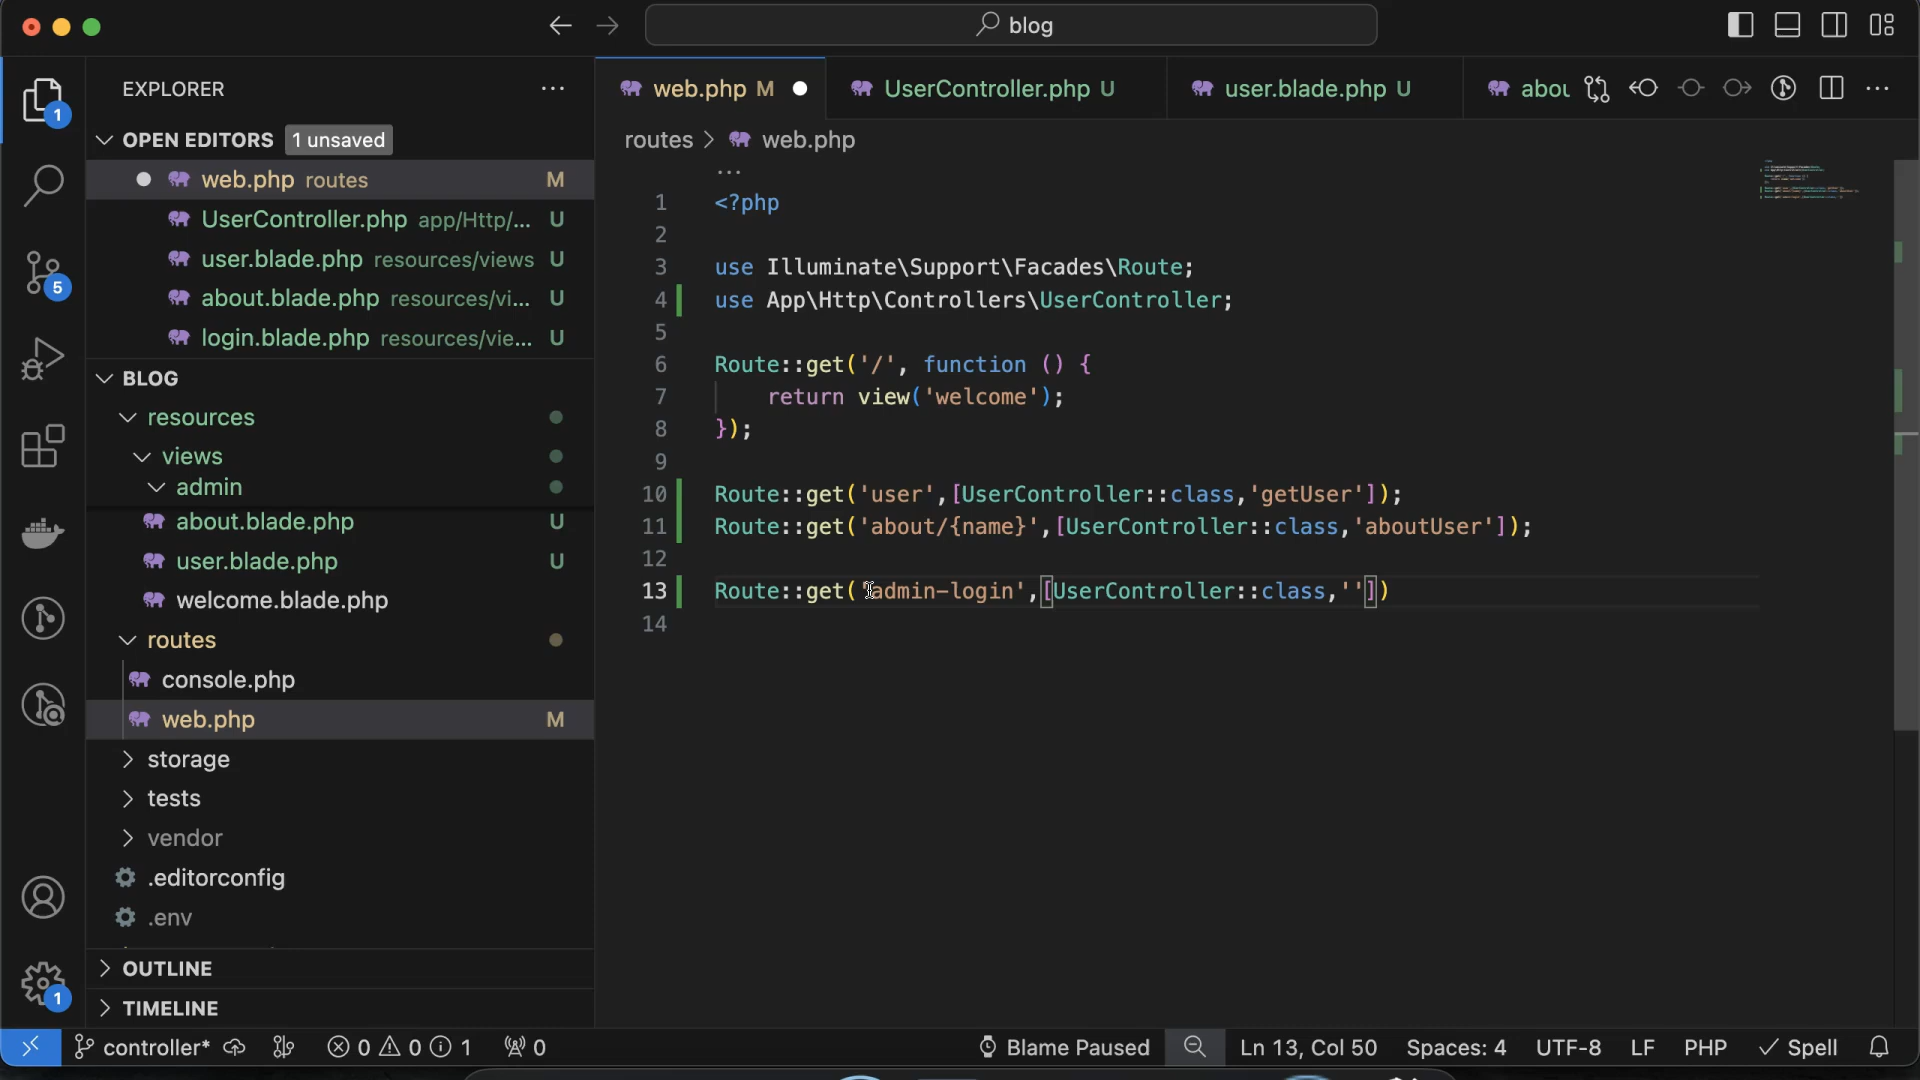 blog
EXPLORER
OPEN EDITORS 1 unsaved
web.php routes M
UserController.php app/Http/... U
user.blade.php resources/views U
about.blade.php resources/vi... U
login.blade.php resources/vie... U
BLOG
resources
views
admin
about.blade.php U
user.blade.php U
welcome.blade.php
routes
console.php
web.php M
storage
tests
vendor
.editorconfig
.env
OUTLINE
TIMELINE
web.php M
UserController.php U
user.blade.php U
routes > web.php
...
1 <?php
2
3 use Illuminate\Support\Facades\Route;
4 use App\Http\Controllers\UserController;
5
6 Route::get('/', function () {
7 return view('welcome');
8 });
9
10 Route::get('user',[UserController::class,'getUser']);
11 Route::get('about/{name}',[UserController::class,'aboutUser']);
12
13 Route::get('admin-login',[UserController::class,''])
14
1
5
1
controller* 0 0 1 0
Blame Paused
Ln 13, Col 50
Spaces: 4
UTF-8
LF
PHP
Spell